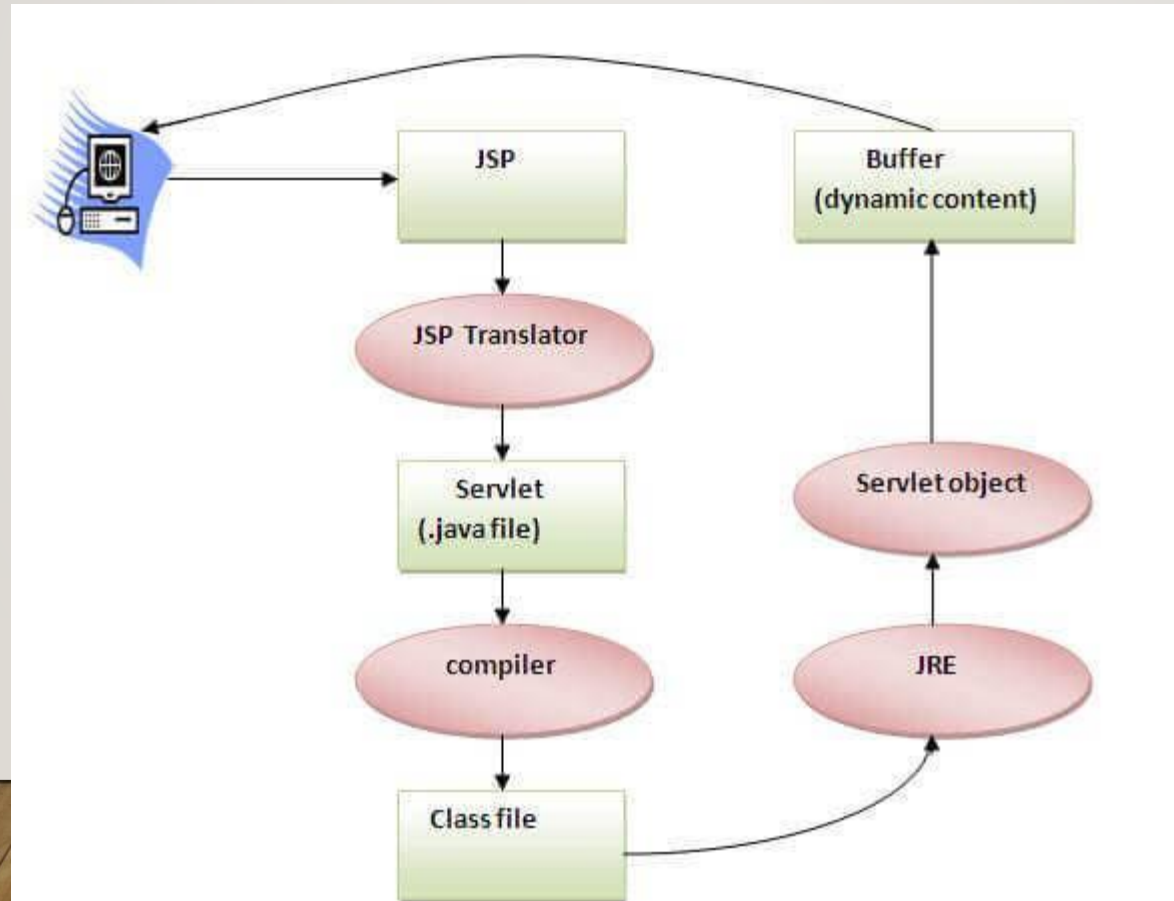 JSP
Buffer
(dynamic content)
JSP Translator
Servlet
(.java file)
Servlet object
compiler
JRE
Class file